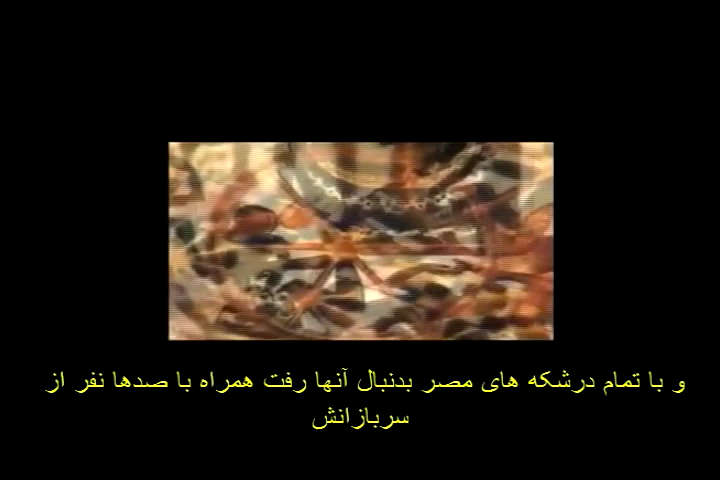 و با تمام درشکه های مصر بدنبال آنها رفت همراه با صدها نفر از
سربازانش